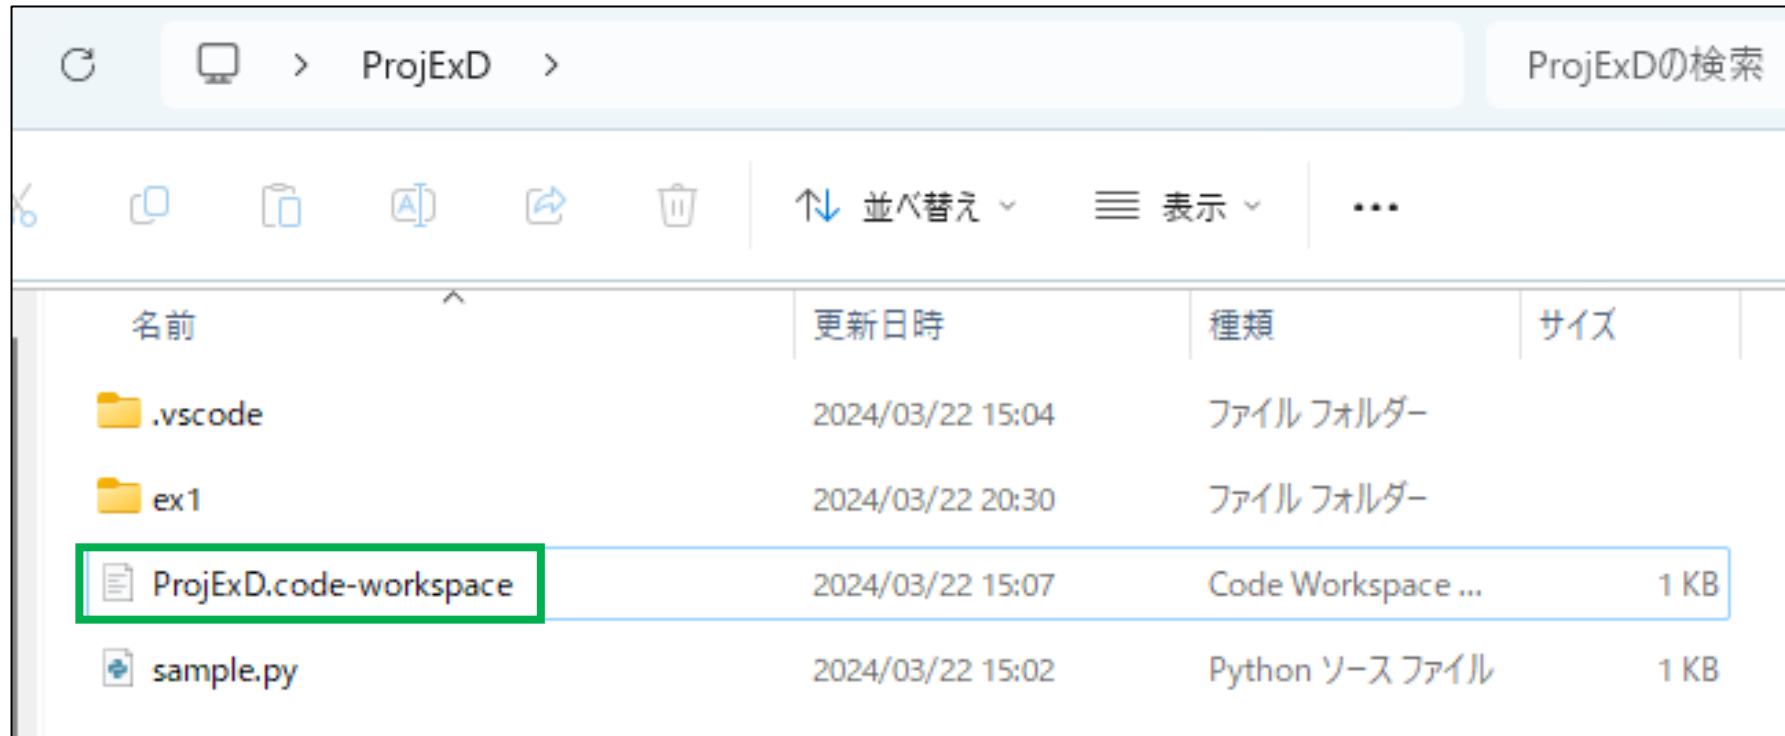 ProjExD
ProjExDの検索
並べ替え
表示
名前 更新日時 種類 サイズ
.vscode 2024/03/22 15:04 ファイル フォルダー
ex1 2024/03/22 20:30 ファイル フォルダー
ProjExD.code-workspace 2024/03/22 15:07 Code Workspace ... 1 KB
sample.py 2024/03/22 15:02 Python ソース ファイル 1 KB